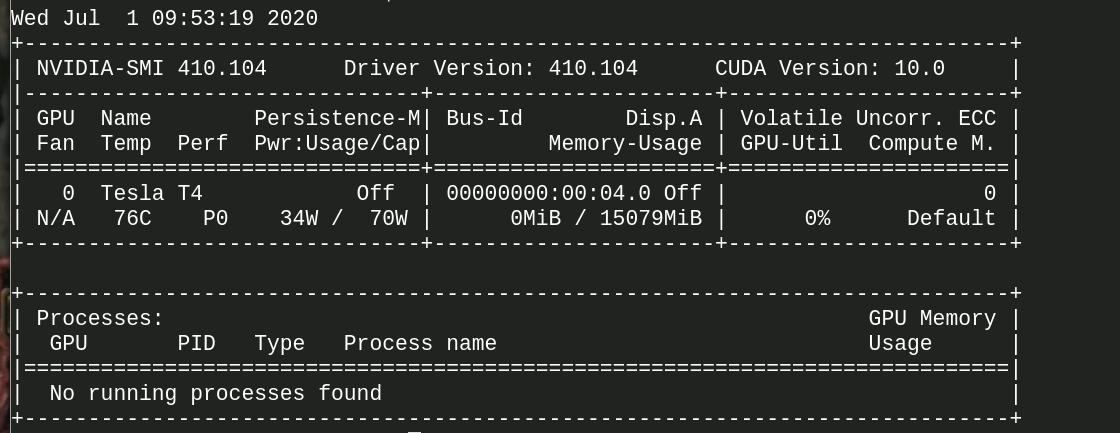 Wed Jul  1 09:53:19 2020
+-----------------------------------------------------------------------------+
| NVIDIA-SMI 410.104      Driver Version: 410.104      CUDA Version: 10.0     |
|-------------------------------+----------------------+----------------------+
| GPU  Name        Persistence-M| Bus-Id        Disp.A | Volatile Uncorr. ECC |
| Fan  Temp  Perf  Pwr:Usage/Cap|         Memory-Usage | GPU-Util  Compute M. |
|===============================+======================+======================|
|   0  Tesla T4            Off  | 00000000:00:04.0 Off |                    0 |
| N/A   76C    P0    34W /  70W |      0MiB / 15079MiB |      0%      Default |
+-------------------------------+----------------------+----------------------+

+-----------------------------------------------------------------------------+
| Processes:                                                       GPU Memory |
|  GPU       PID   Type   Process name                             Usage      |
|=============================================================================|
|  No running processes found                                                 |
+-----------------------------------------------------------------------------+